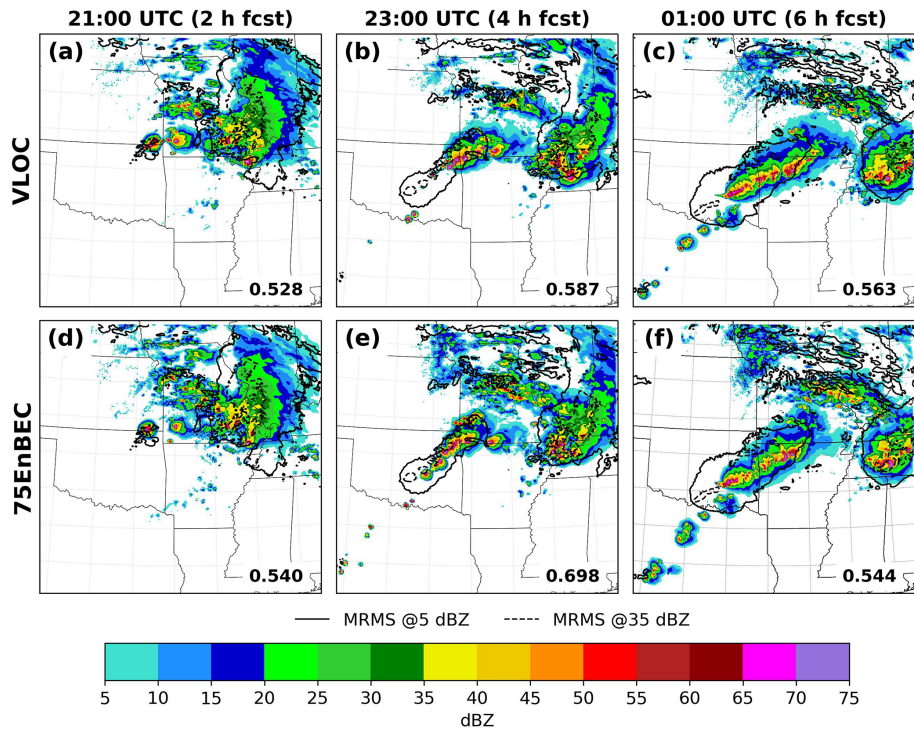 21:00 UTC (2 h fcst) 23:00 UTC (4 h fcst) 01:00 UTC (6 h fcst)
VLOC
(a) (b) (c)
0.528 0.587 0.563
75EnBEC
(d) (e) (f)
0.540 0.698 0.544
MRMS @5 dBZ MRMS @35 dBZ
5 10 15 20 25 30 35 40 45 50 55 60 65 70 75
dBZ